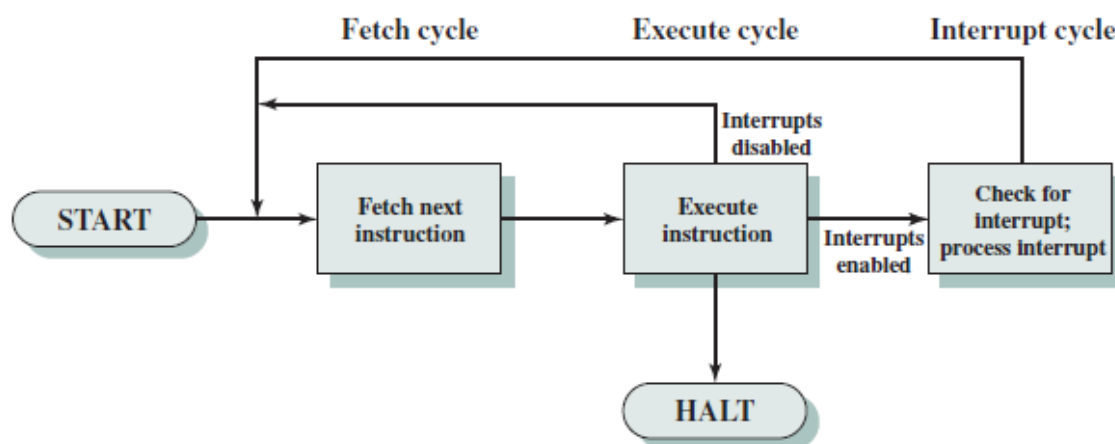 Fetch cycle
Execute cycle
Interrupt cycle
Interrupts
disabled
START
Fetch next
instruction
Execute
instruction
Interrupts
enabled
Check for
interrupt;
process interrupt
HALT